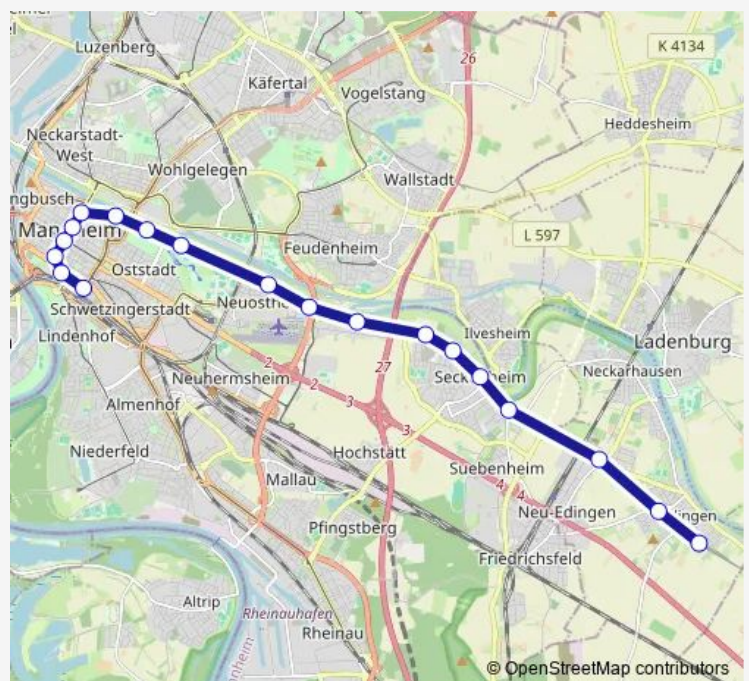 Luzenberg
26
K 4134
Käfertal
Vogelstang
Heddesheim
Neckarstadt-
West
Wohlgelegen
Wallstadt
Oststadt
Feudenheim
L 597
Schwetzingerstadt
Lindenhof
Ilvesheim
Ladenburg
27
2
2
Neuhermsheim
3
3
Neckarhausen
Almenhof
Niederfeld
Hochstatt
Mallau
Suebenheim
4
4
Pfingstberg
Neu-Edingen
Friedrichsfeld
Altrip
Rheinauhafen
Rheinau
© OpenStreetMap contributors